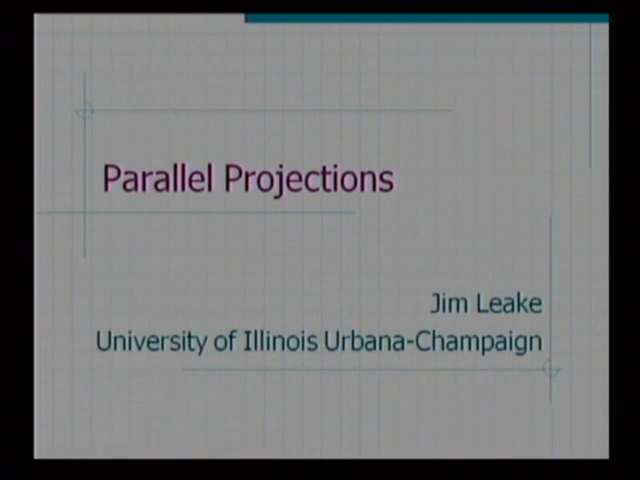 Parallel Projections
Jim Leake
University of Illinois Urbana-Champaign